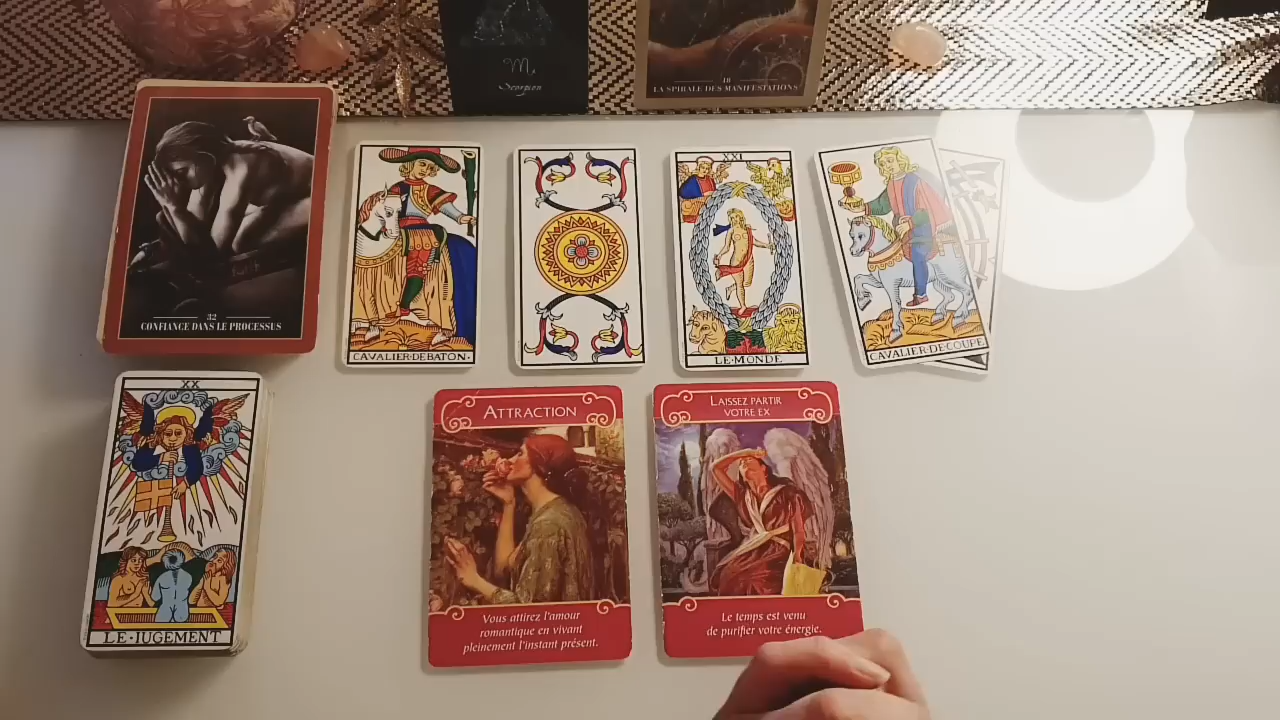 ♏
Scorpion
48
LA SPIRALE DES MANIFESTATIONS
32
CONFIANCE DANS LE PROCESSUS
CAVALIER·DE·BATON·
XXI
LE·MONDE
CAVALIER·DE·COUPE
XX
LE·JUGEMENT
ATTRACTION
Vous attirez l'amour
romantique en vivant
pleinement l'instant présent.
LAISSEZ PARTIR
VOTRE EX
Le temps est venu
de purifier votre énergie.